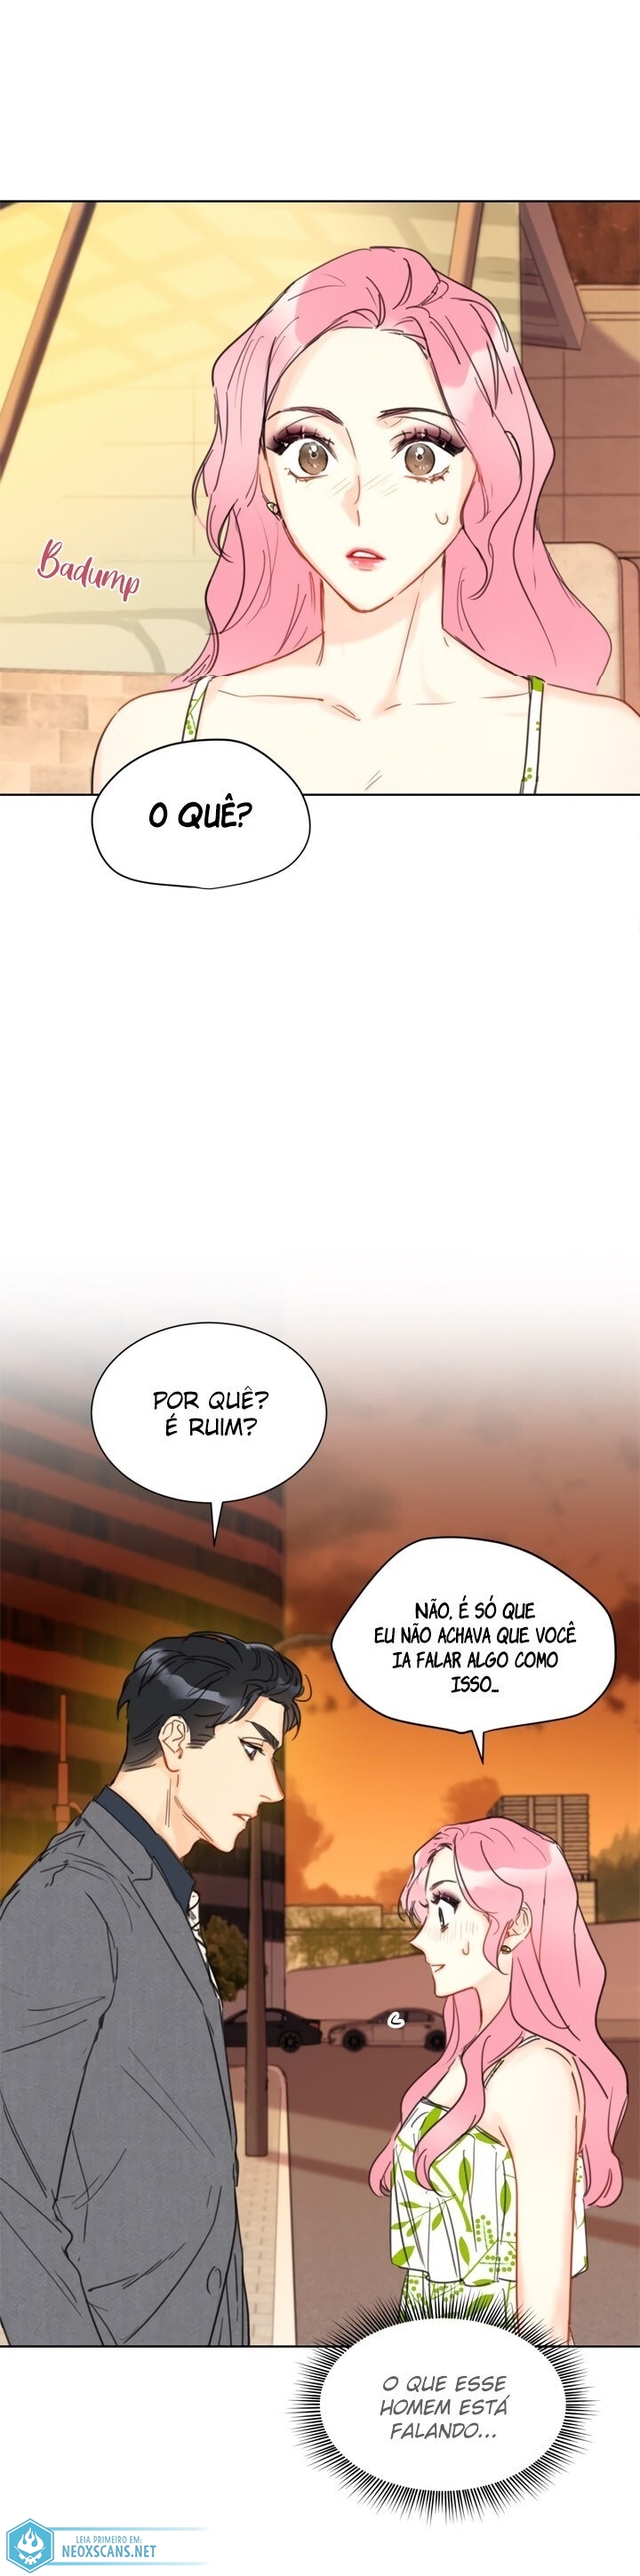 Badump
O QUÊ?
POR QUÊ?
É RUIM?
NÃO, É SÓ QUE
EU NÃO ACHAVA QUE VOCÊ
IA FALAR ALGO COMO
ISSO...
O QUE ESSE
HOMEM ESTÁ
FALANDO...
LEIA PRIMEIRO EM:
NEOXSCANS.NET